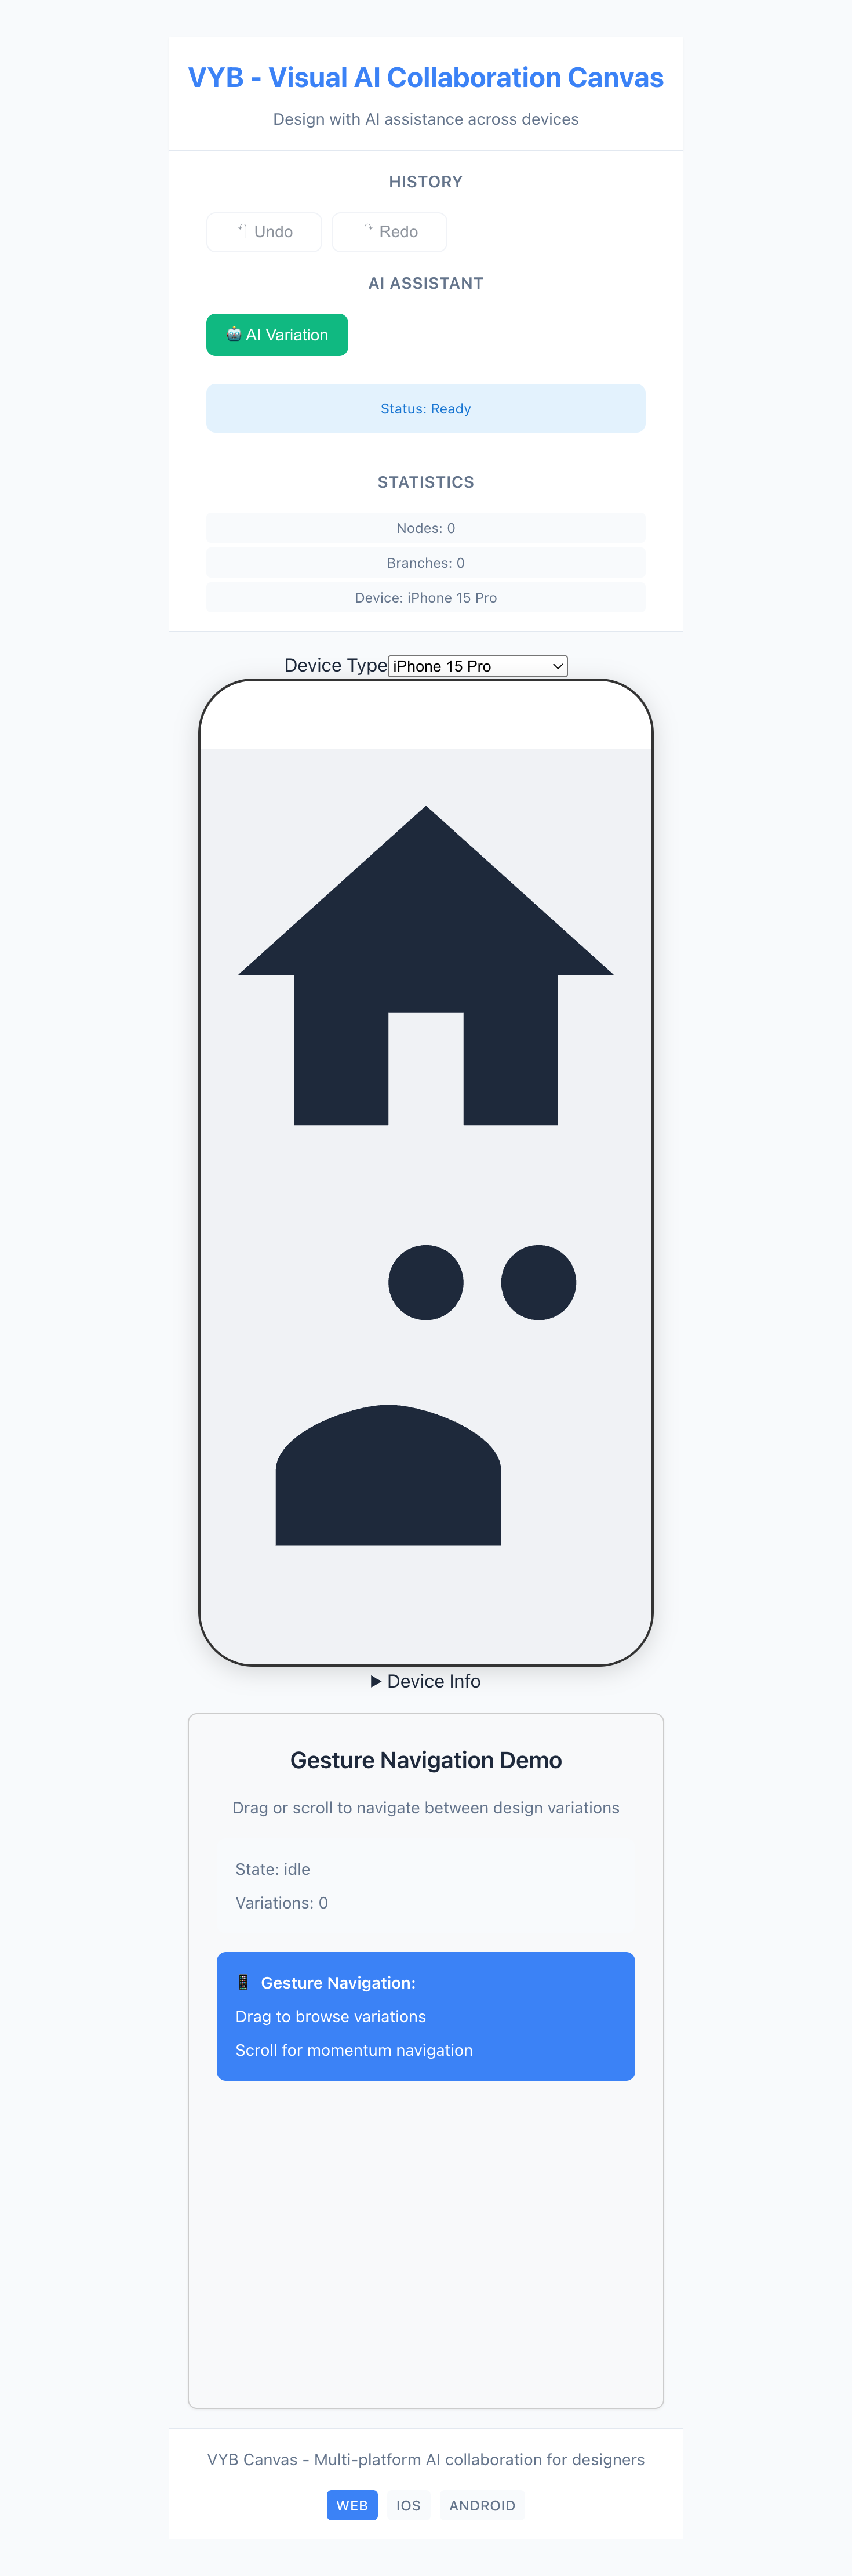 VYB - Visual AI Collaboration Canvas
Design with AI assistance across devices
HISTORY
Undo
Redo
AI ASSISTANT
AI Variation
Status: Ready
STATISTICS
Nodes: 0
Branches: 0
Device: iPhone 15 Pro
Device Type iPhone 15 Pro
Device Info
Gesture Navigation Demo
Drag or scroll to navigate between design variations
State: idle
Variations: 0
Gesture Navigation:
Drag to browse variations
Scroll for momentum navigation
VYB Canvas - Multi-platform AI collaboration for designers
WEB
IOS
ANDROID